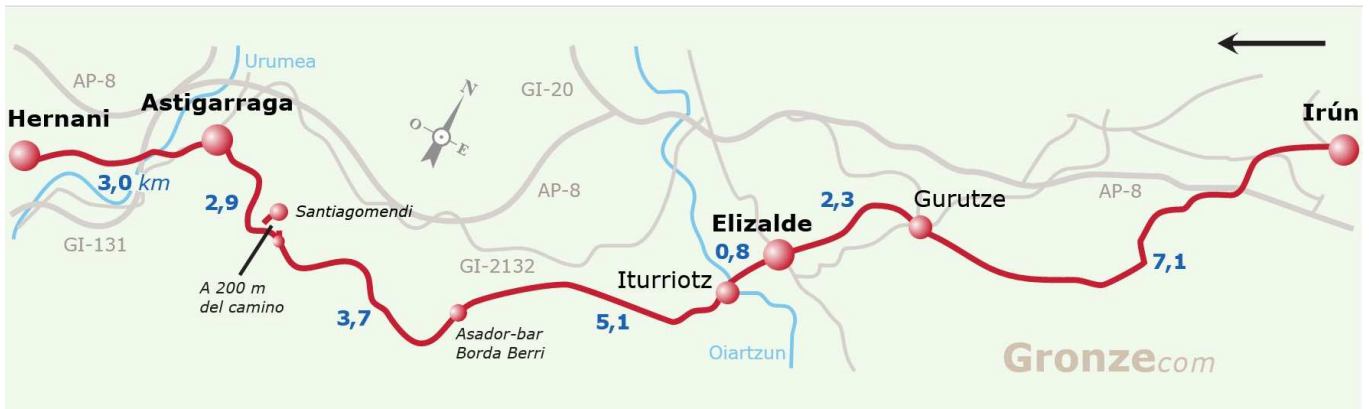 Urumea
AP-8
Hernani
Astigarraga
3,0 km
GI-131
2,9
Santiagomendi
A 200 m
del camino
3,7
N
O
E
GI-20
AP-8
GI-2132
Asador-bar
Borda Berri
5,1
Iturriotz
0,8
Elizalde
Oiartzun
2,3
Gurutze
AP-8
7,1
Irún
Gronze.com